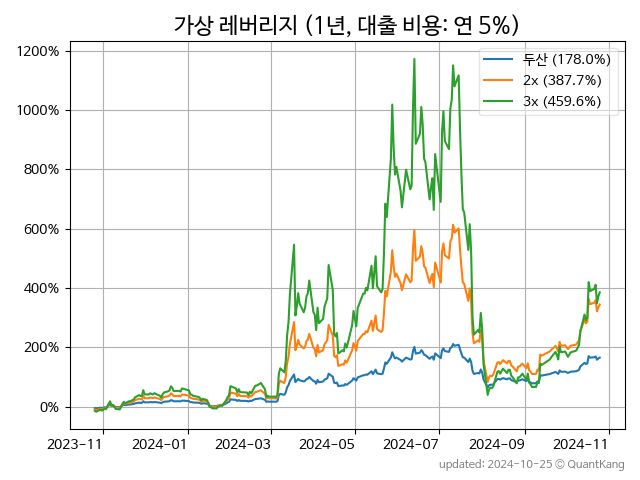 가상 레버리지 (1년, 대출 비용: 연 5%)
두산 (178.0%)
2x (387.7%)
3x (459.6%)
1200%
1000%
800%
600%
400%
200%
0%
2023-11 2024-01 2024-03 2024-05 2024-07 2024-09 2024-11
updated: 2024-10-25 © QuantKang